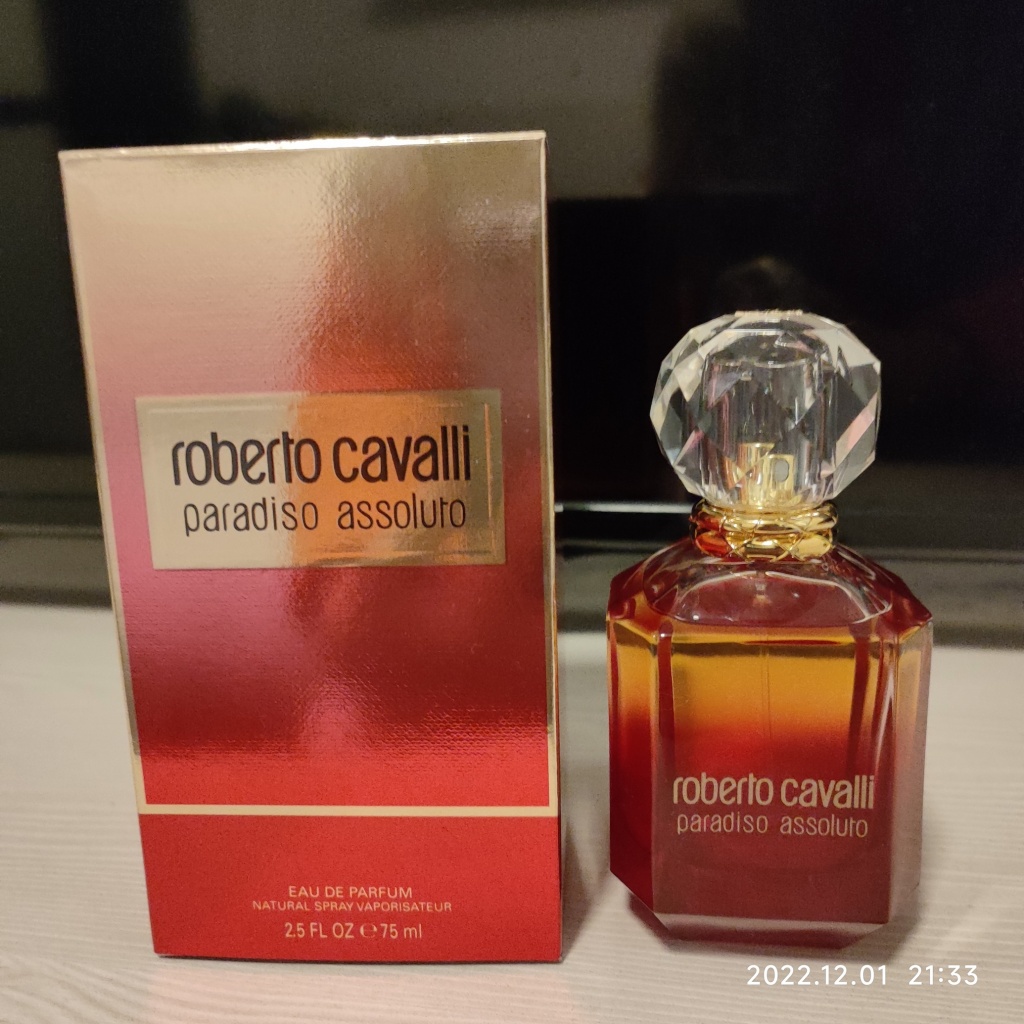 roberto cavalli
paradiso assoluto
EAU DE PARFUM
NATURAL SPRAY VAPORISATEUR
2.5 FL OZ ℮ 75 ml
roberto cavalli
paradiso assoluto
2022.12.01 21:33